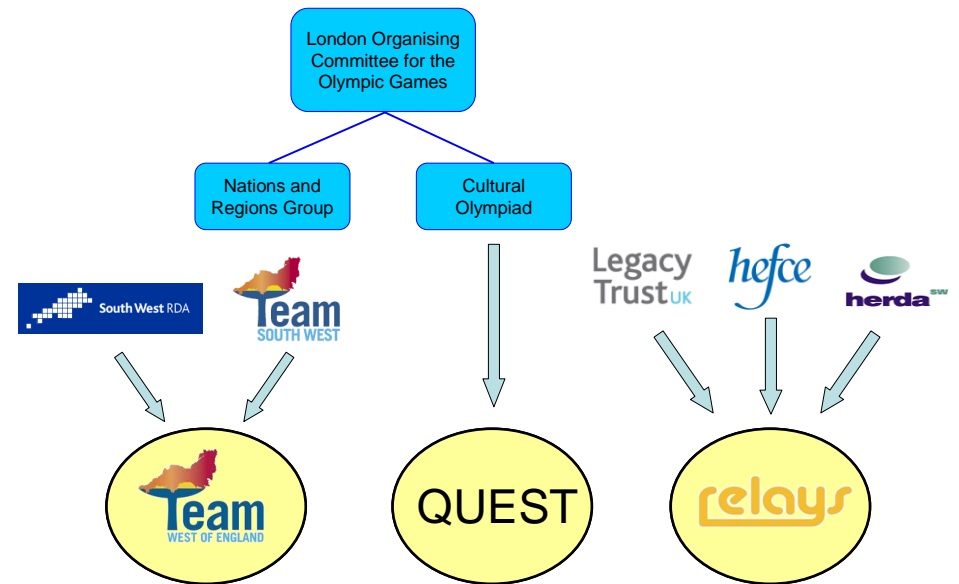 London Organising
Committee for the
Olympic Games
Nations and
Regions Group
Cultural
Olympiad
South West RDA
Team
SOUTH WEST
Legacy
Trust UK
hefce
herda sw
Team
WEST OF ENGLAND
QUEST
relays